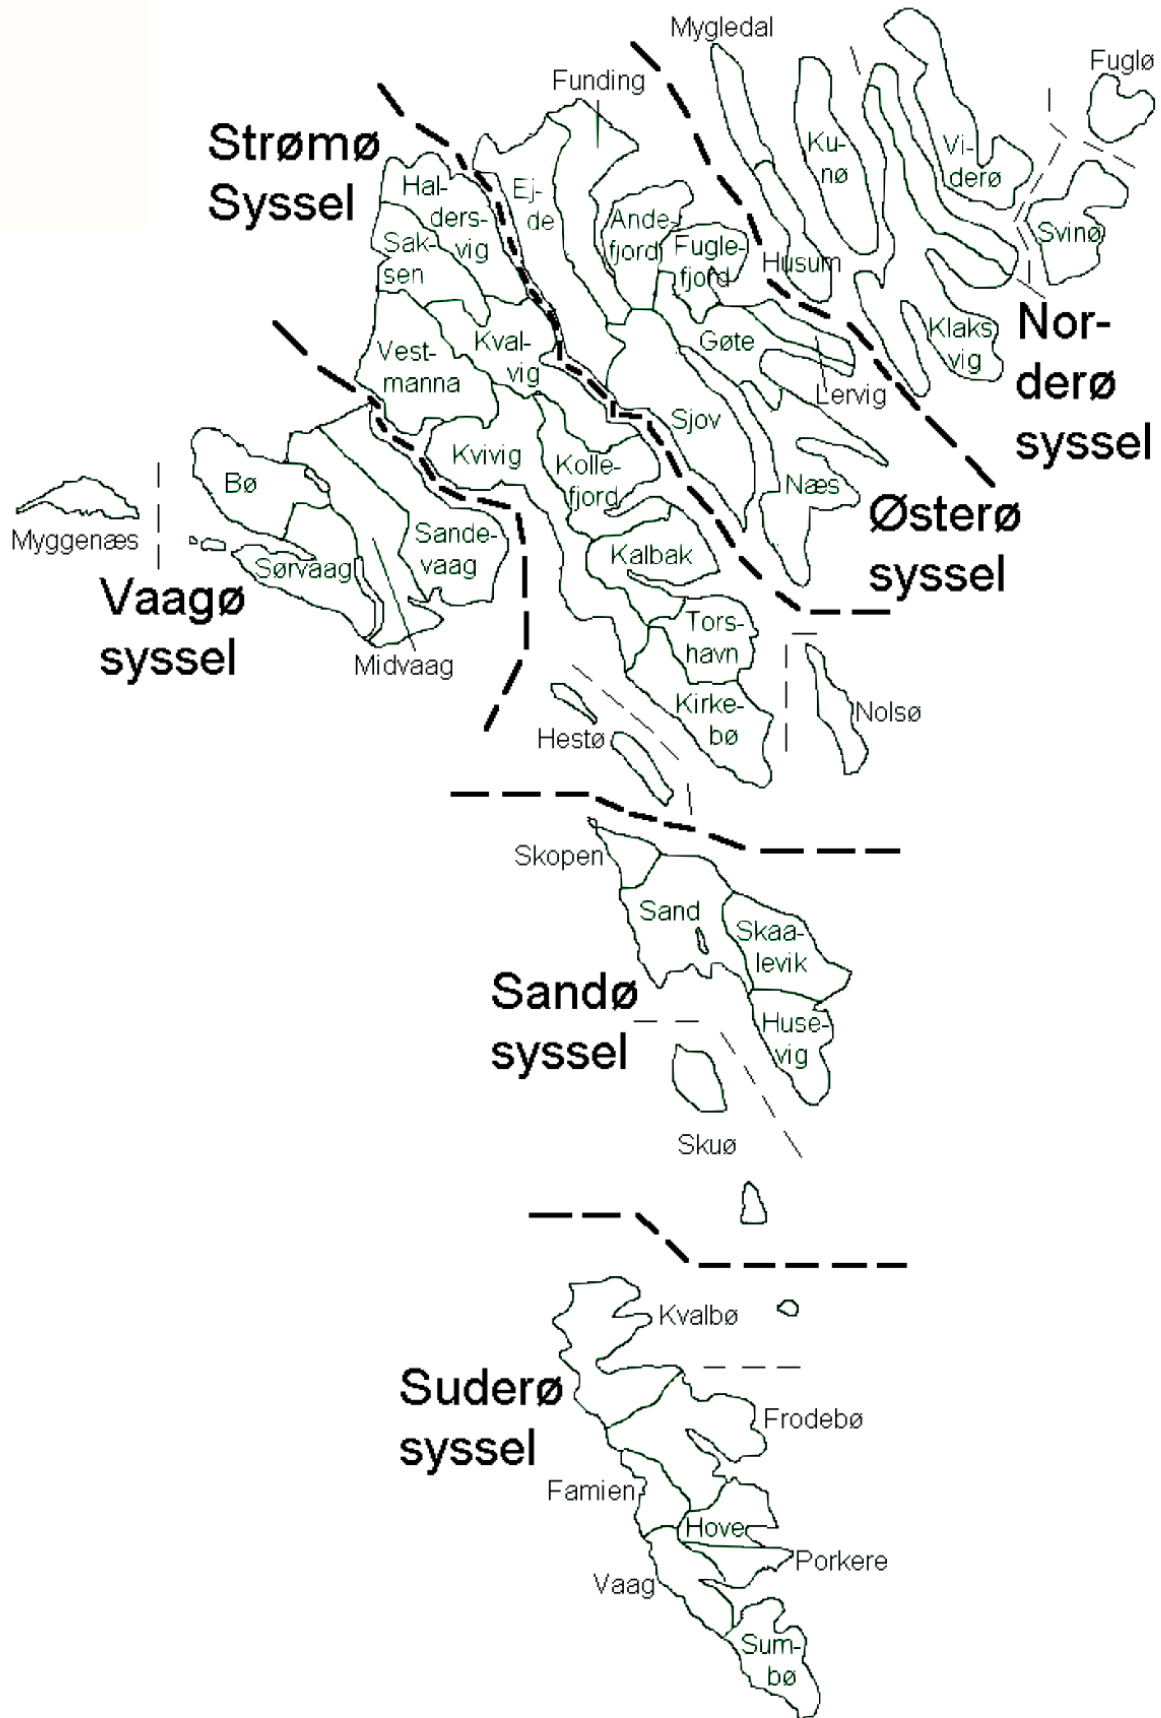 Mygledal
Fuglø
Funding
Strømø
Syssel
Hal-
ders-
vig
Ej-
de
Ku-
nø
Vi-
derø
Sak-
sen
Ande-
fjord
Fugle-
fjord
Svinø
Husum
Vest-
manna
Kval-
vig
Gøte
Lervig
Klaks-
vig
Nor-
derø
syssel
Sjov
Kvivig
Kolle-
fjord
Bø
Næs
Østerø
syssel
Myggenæs
Sande-
vaag
Sørvaag
Kalbak
Vaagø
syssel
Midvaag
Tors-
havn
Kirke-
bø
Nolsø
Hestø
Skopen
Sand
Skaa-
levik
Sandø
syssel
Huse-
vig
Skuø
Kvalbø
Suderø
syssel
Frodebø
Famien
Hove
Porkere
Vaag
Sum-
bø